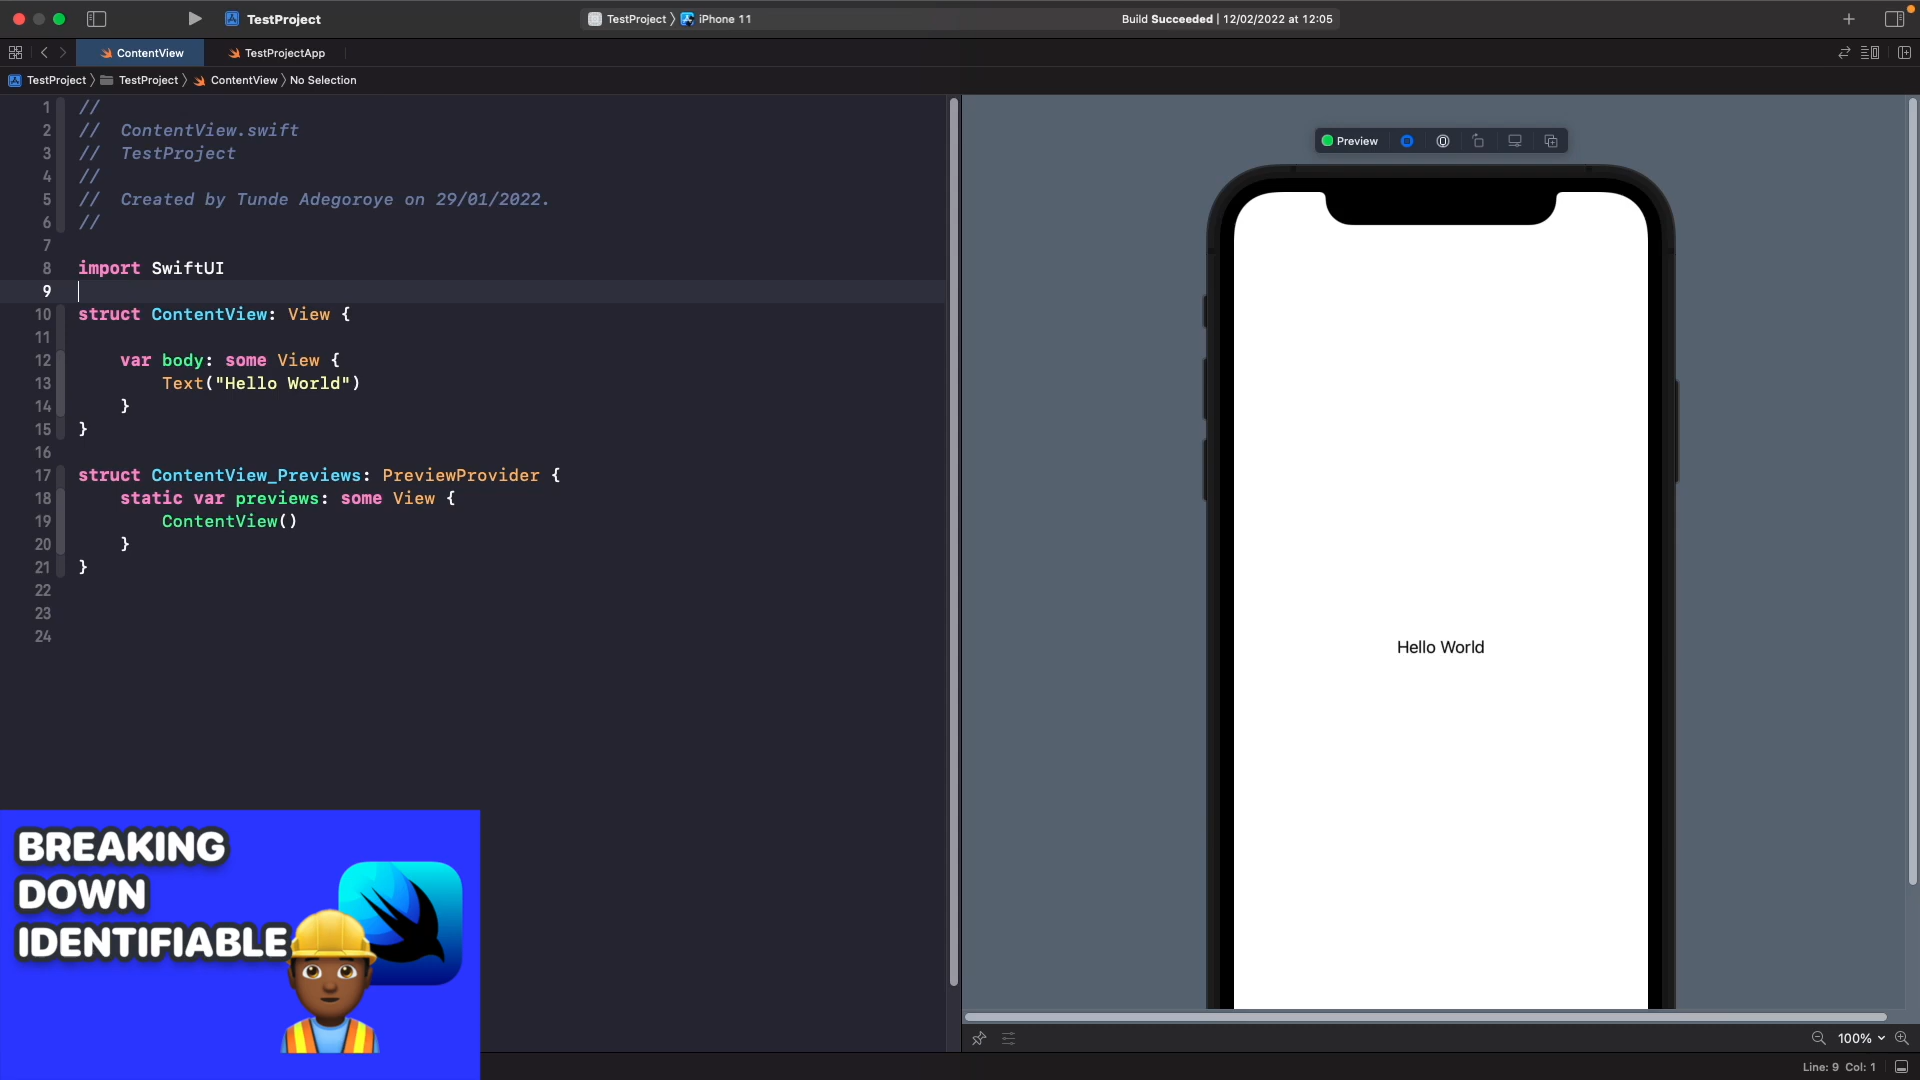 TestProject
TestProject 〉 iPhone 11
Build Succeeded | 12/02/2022 at 12:05
ContentView
TestProjectApp
TestProject 〉 TestProject 〉 ContentView 〉 No Selection
1 //
2 //  ContentView.swift
3 //  TestProject
4 //
5 //  Created by Tunde Adegoroye on 29/01/2022.
6 //
7
8 import SwiftUI
9
10 struct ContentView: View {
11
12     var body: some View {
13         Text("Hello World")
14     }
15 }
16
17 struct ContentView_Previews: PreviewProvider {
18     static var previews: some View {
19         ContentView()
20     }
21 }
22
23
24
Preview
Hello World
BREAKING
DOWN
IDENTIFIABLE
100%
Line: 9  Col: 1